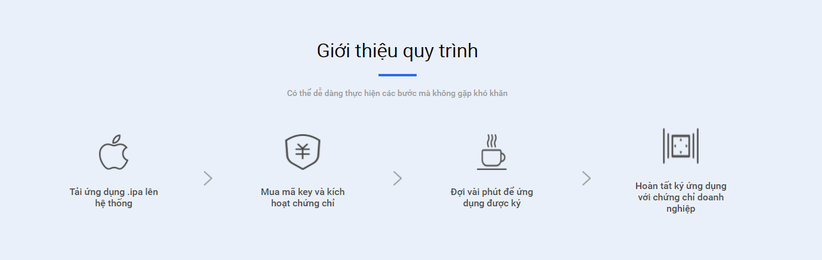 Giới thiệu quy trình
Có thể dễ dàng thực hiện các bước mà không gặp khó khăn
Tải ứng dụng .ipa lên
hệ thống
Mua mã key và kích
hoạt chứng chỉ
Đợi vài phút để ứng
dụng được ký
Hoàn tất ký ứng dụng
với chứng chỉ doanh
nghiệp